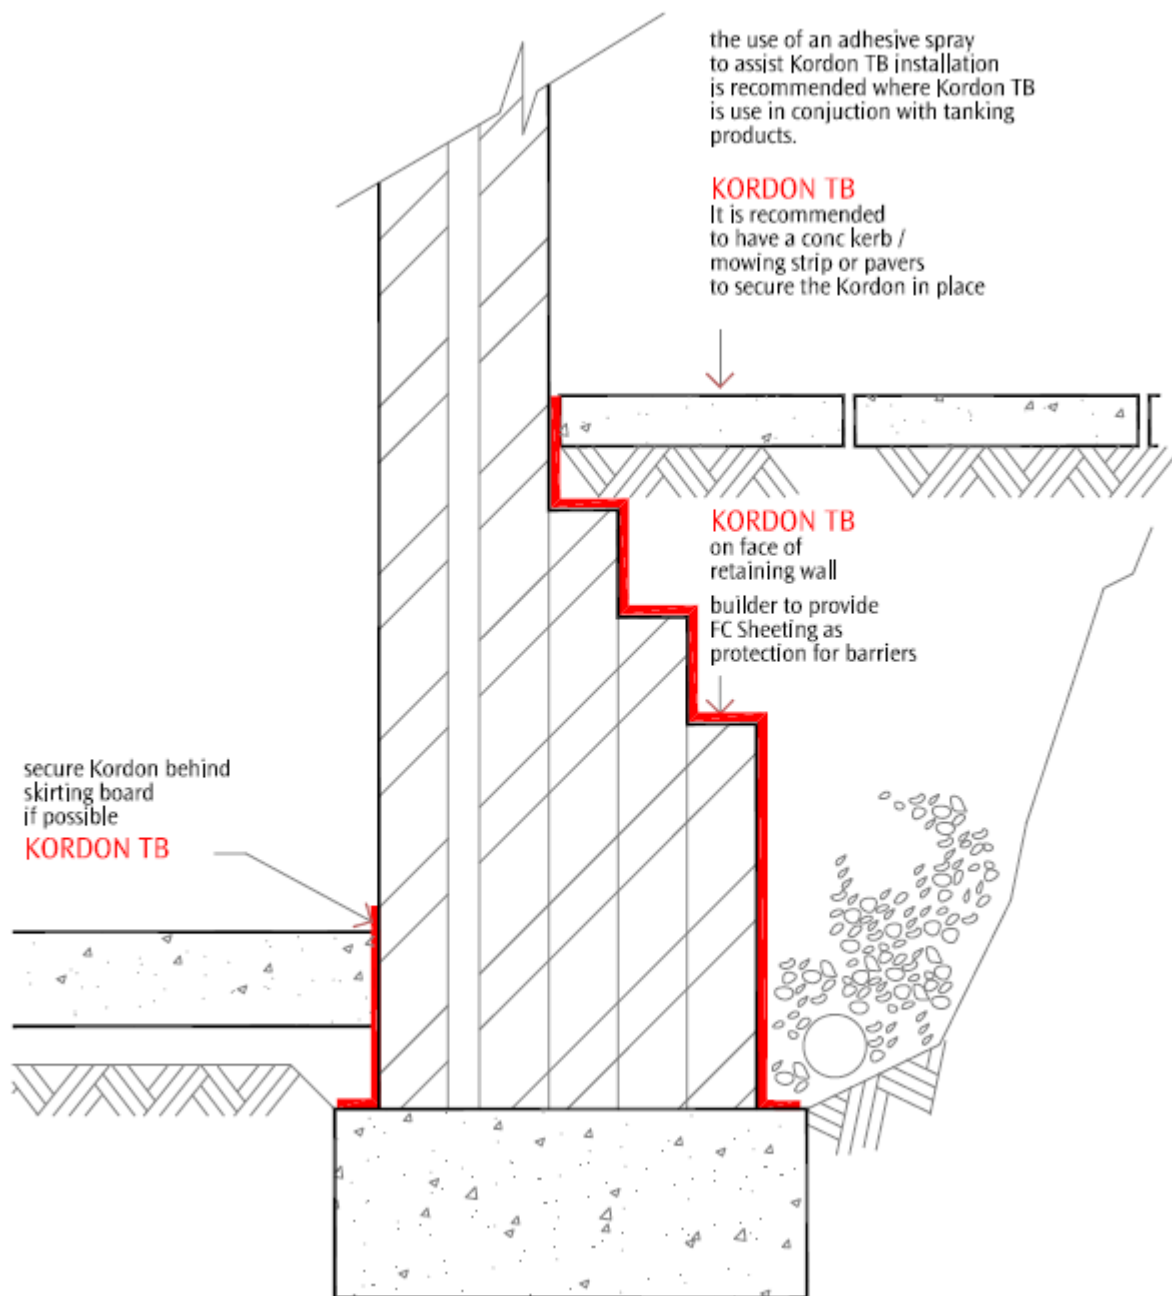 the use of an adhesive spray
to assist Kordon TB installation
is recommended where Kordon TB
is use in conjuction with tanking
products.
KORDON TB
It is recommended
to have a conc kerb /
mowing strip or pavers
to secure the Kordon in place
KORDON TB
on face of
retaining wall
builder to provide
FC Sheeting as
protection for barriers
secure Kordon behind
skirting board
if possible
KORDON TB